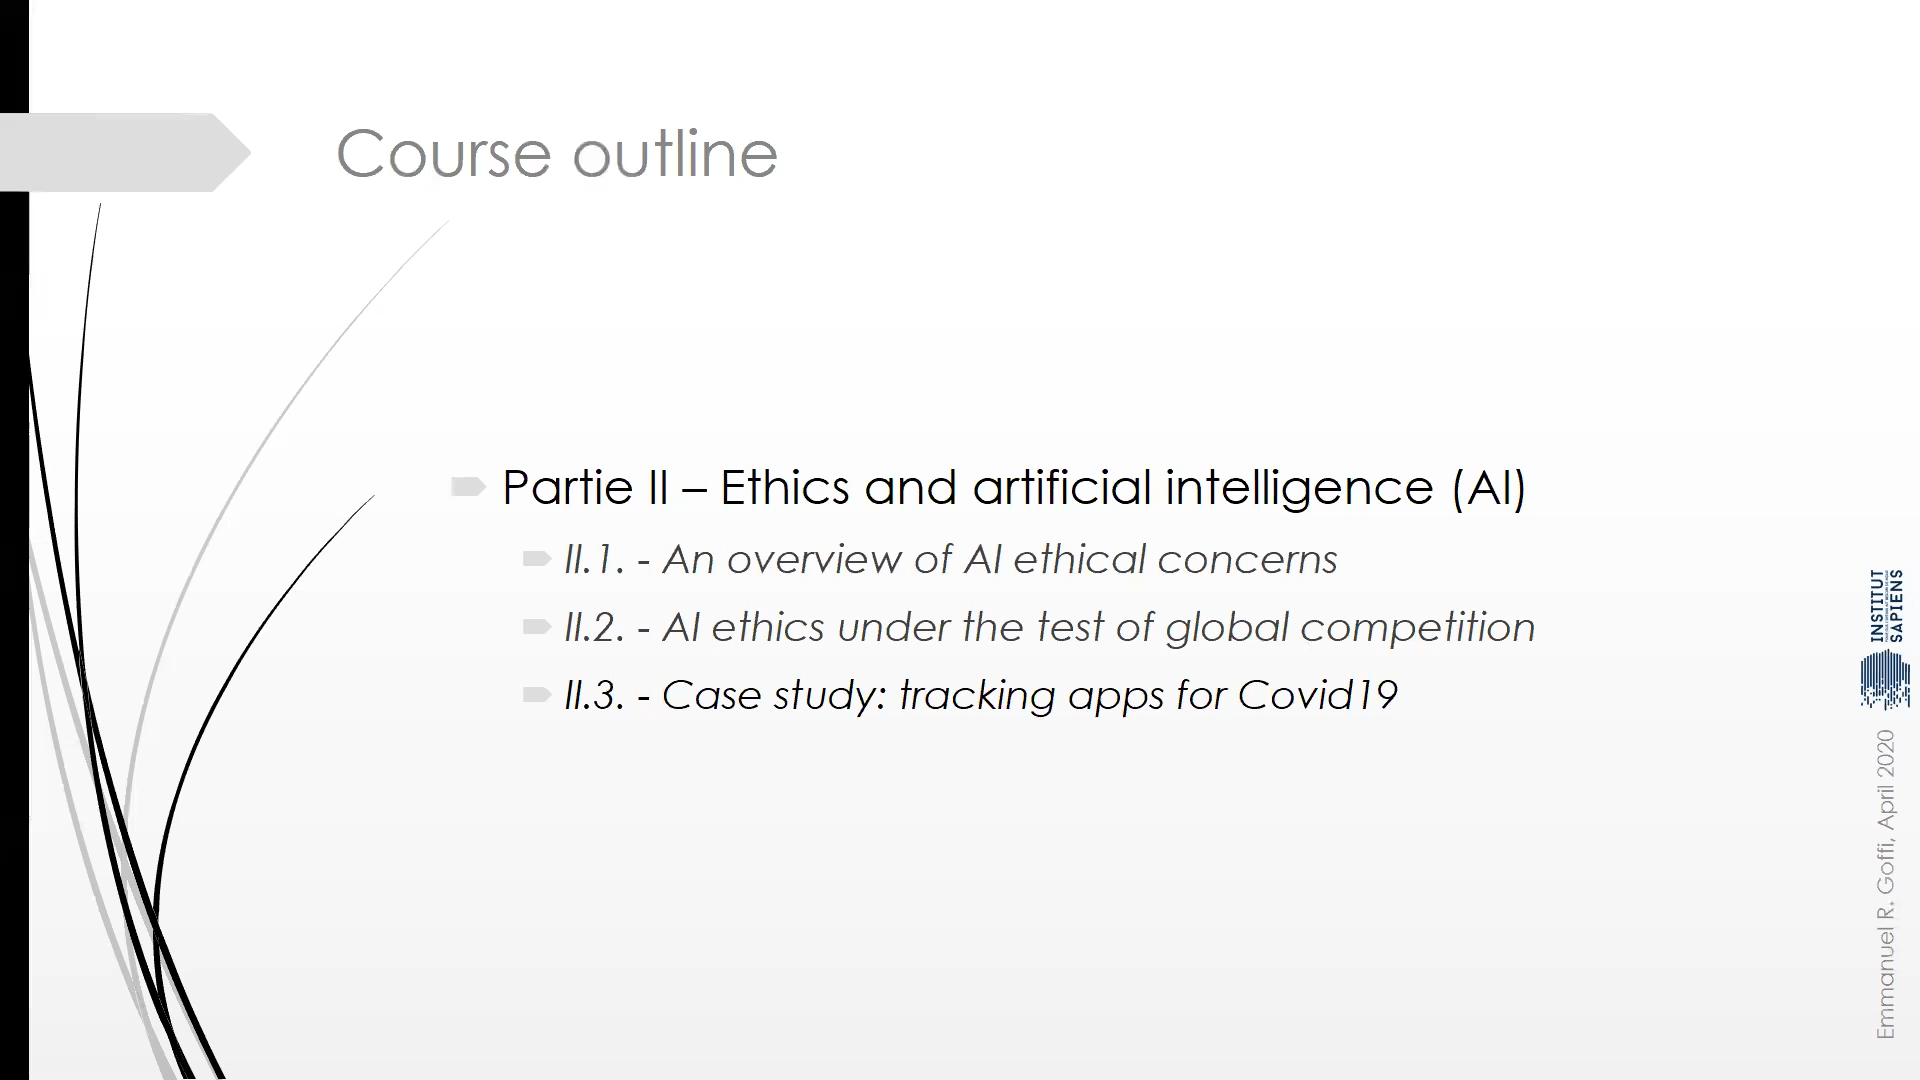 Course outline
Partie II – Ethics and artificial intelligence (AI)
II.1. - An overview of AI ethical concerns
II.2. - AI ethics under the test of global competition
II.3. - Case study: tracking apps for Covid19
INSTITUT
SAPIENS
Emmanuel R. Goffi, April 2020